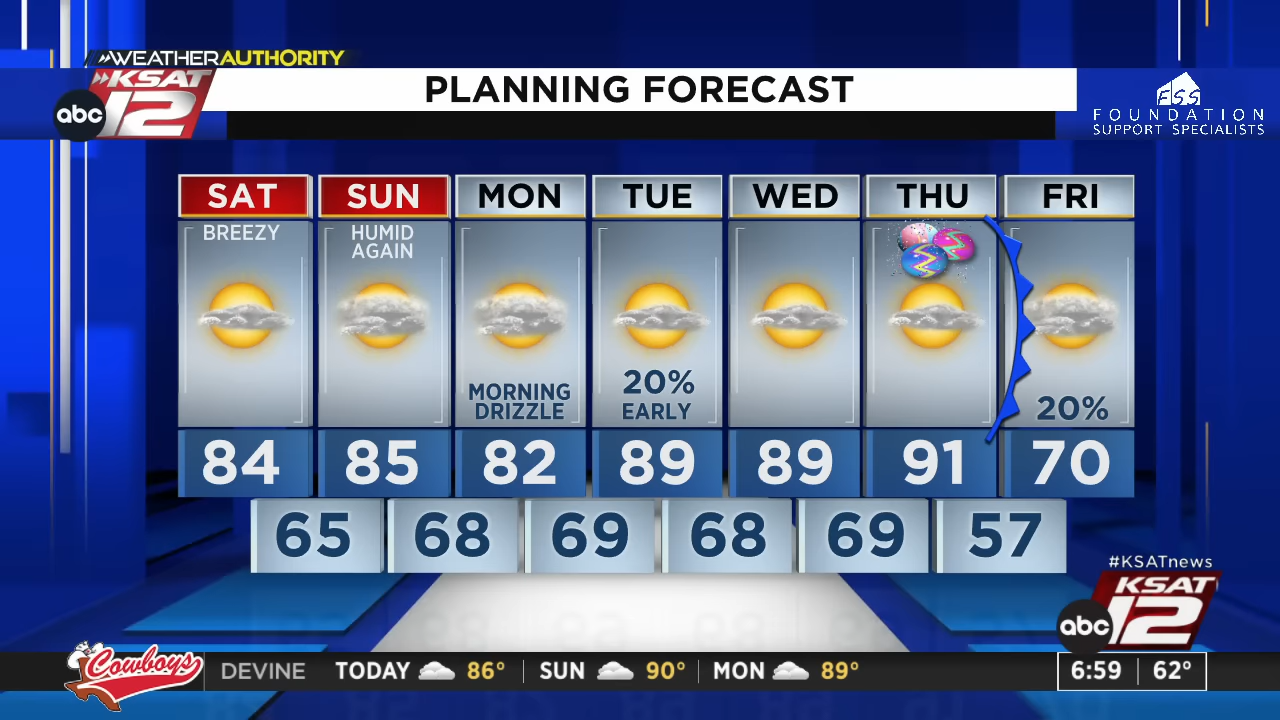 WEATHERAUTHORITY
KSAT
abc 12
PLANNING FORECAST
FSS
FOUNDATION
SUPPORT SPECIALISTS
SAT SUN MON TUE WED THU FRI
BREEZY
HUMID
AGAIN
MORNING
DRIZZLE
20%
EARLY
20%
84 85 82 89 89 91 70
65 68 69 68 69 57
#KSATnews
KSAT
abc 12
Cowboys DEVINE TODAY 86° SUN 90° MON 89° 6:59 62°